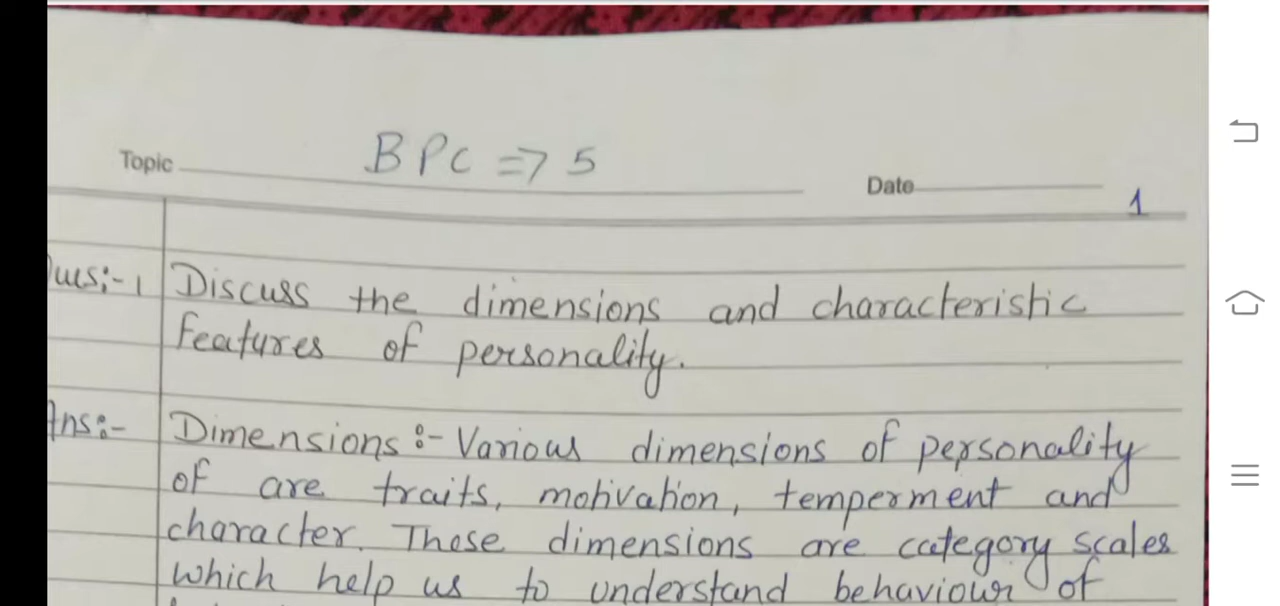 BPC => 5
Topic
Date
1
Ques:-1 Discuss the dimensions and characteristic
features of personality.
Ans:- Dimensions :- Various dimensions of personality
of are traits, motivation, temperment and
character. These dimensions are category scales
which help us to understand behaviour of